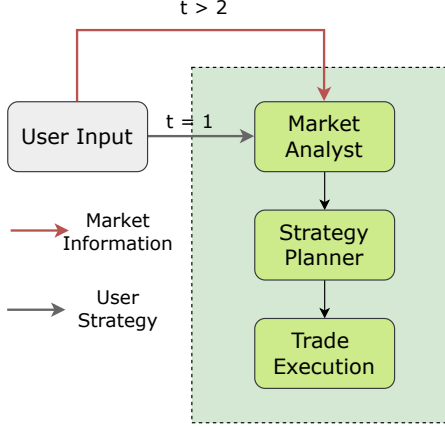 t > 2
User Input
t = 1
Market
Analyst
Market
Information
Strategy
Planner
User
Strategy
Trade
Execution